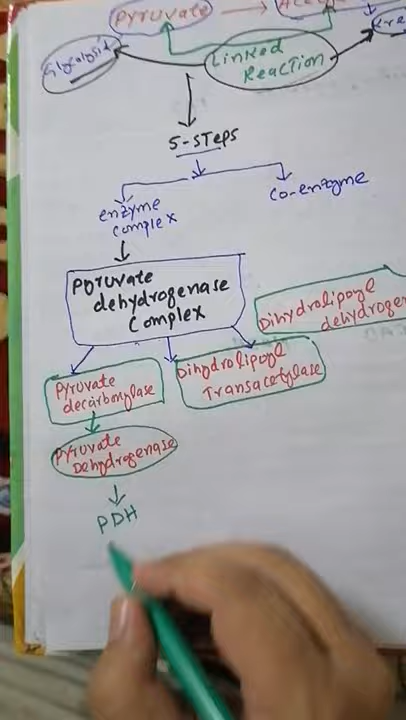 Pyruvate
Glycolysis
Linked
Reaction
5-Steps
enzyme
complex
Co-enzyme
Pyruvate
dehydrogenase
Complex
Dihydrolipoyl
dehydrogen
Pyruvate
decarboxylase
Dihydrolipoyl
Transacetylase
Pyruvate
Dehydrogenase
PDH